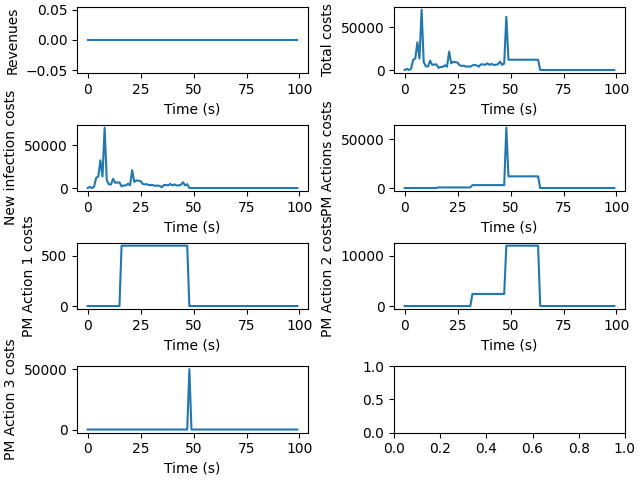 Revenues
0.05
0.00
−0.05
0 25 50 75 100
Time (s)
Total costs
50000
0
0 25 50 75 100
Time (s)
New infection costs
50000
0
0 25 50 75 100
Time (s)
PM Actions costs
50000
0
0 25 50 75 100
Time (s)
PM Action 1 costs
500
0
0 25 50 75 100
Time (s)
PM Action 2 costs
10000
0
0 25 50 75 100
Time (s)
PM Action 3 costs
50000
0
0 25 50 75 100
Time (s)
1.0
0.5
0.0
0.0 0.2 0.4 0.6 0.8 1.0